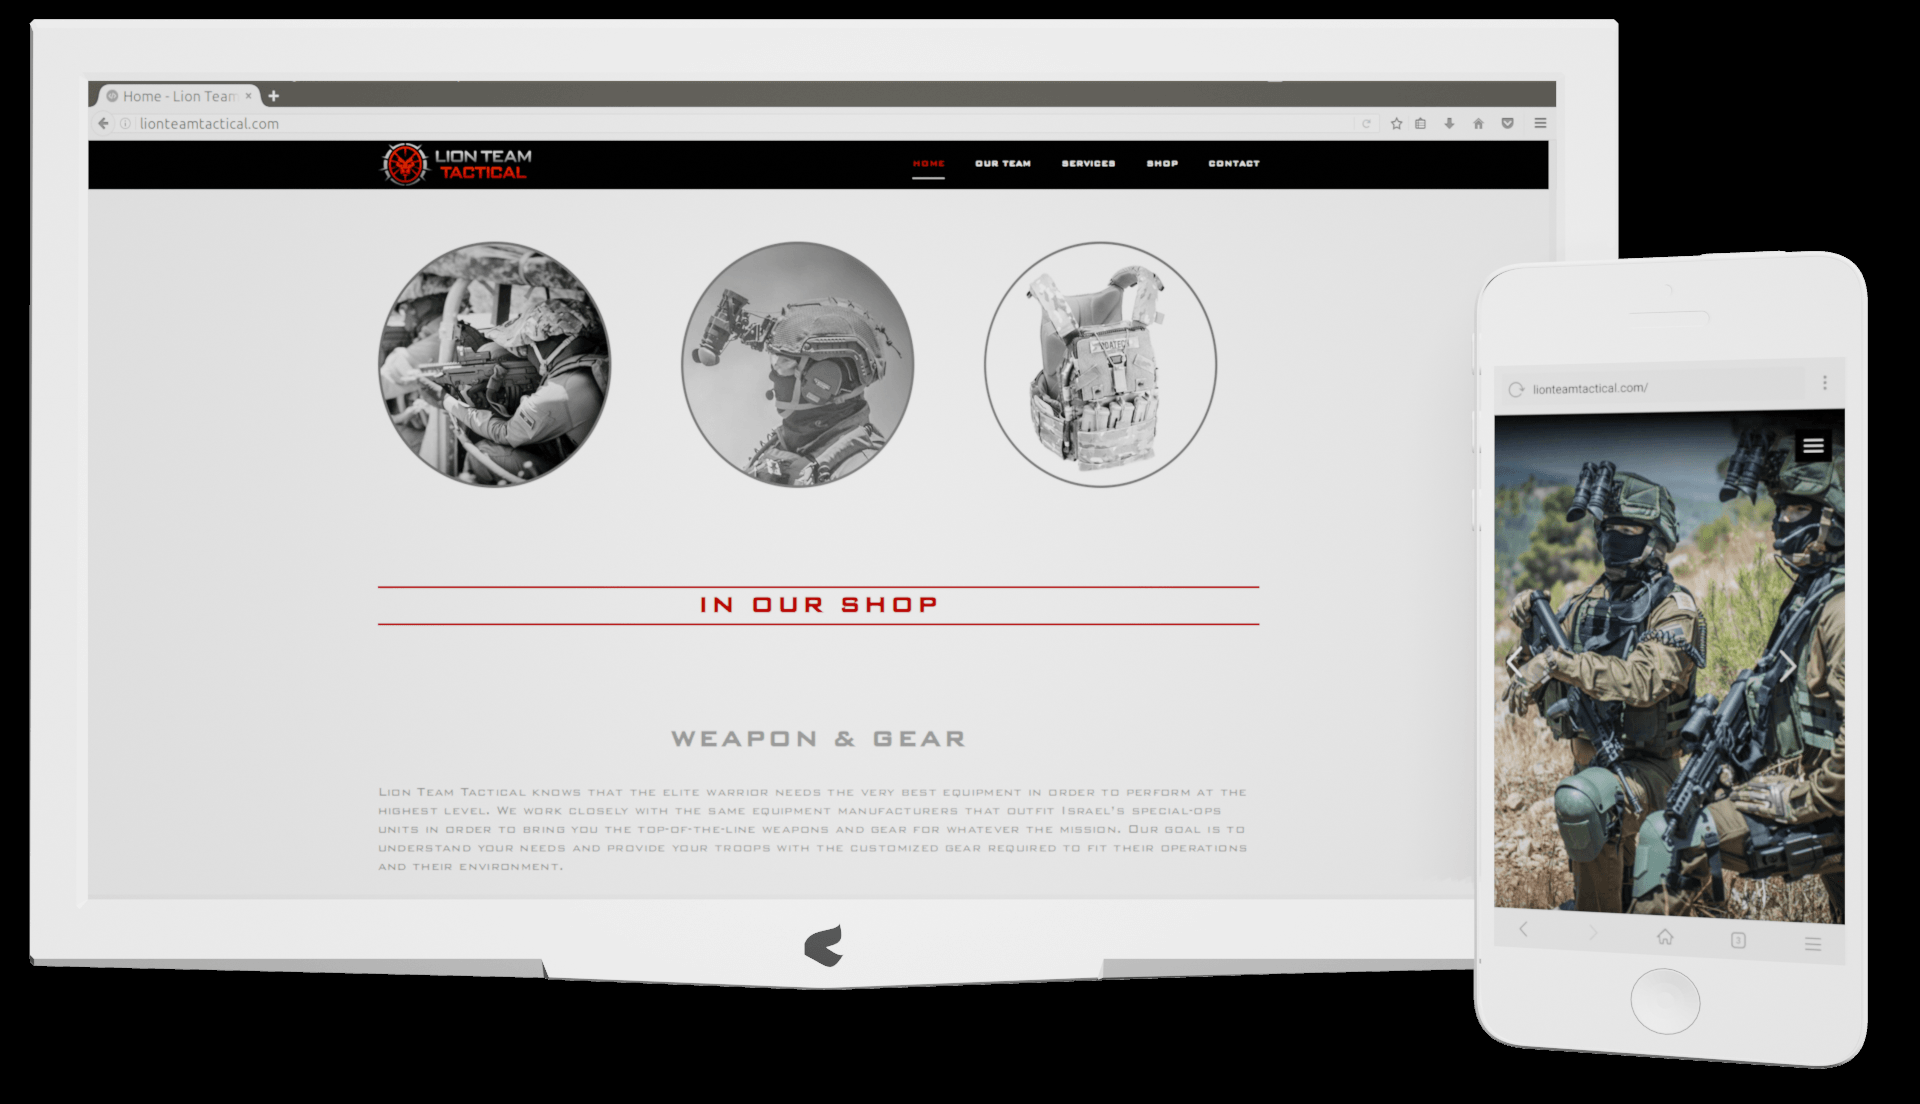 Home - Lion Team
lionteamtactical.com
LION TEAM
TACTICAL
HOME OUR TEAM SERVICES SHOP CONTACT
IN OUR SHOP
WEAPON & GEAR
LION TEAM TACTICAL KNOWS THAT THE ELITE WARRIOR NEEDS THE VERY BEST EQUIPMENT IN ORDER TO PERFORM AT THE
HIGHEST LEVEL. WE WORK CLOSELY WITH THE SAME EQUIPMENT MANUFACTURERS THAT OUTFIT ISRAEL'S SPECIAL-OPS
UNITS IN ORDER TO BRING YOU THE TOP-OF-THE-LINE WEAPONS AND GEAR FOR WHATEVER THE MISSION. OUR GOAL IS TO
UNDERSTAND YOUR NEEDS AND PROVIDE YOUR TROOPS WITH THE CUSTOMIZED GEAR REQUIRED TO FIT THEIR OPERATIONS
AND THEIR ENVIRONMENT.
lionteamtactical.com/
3